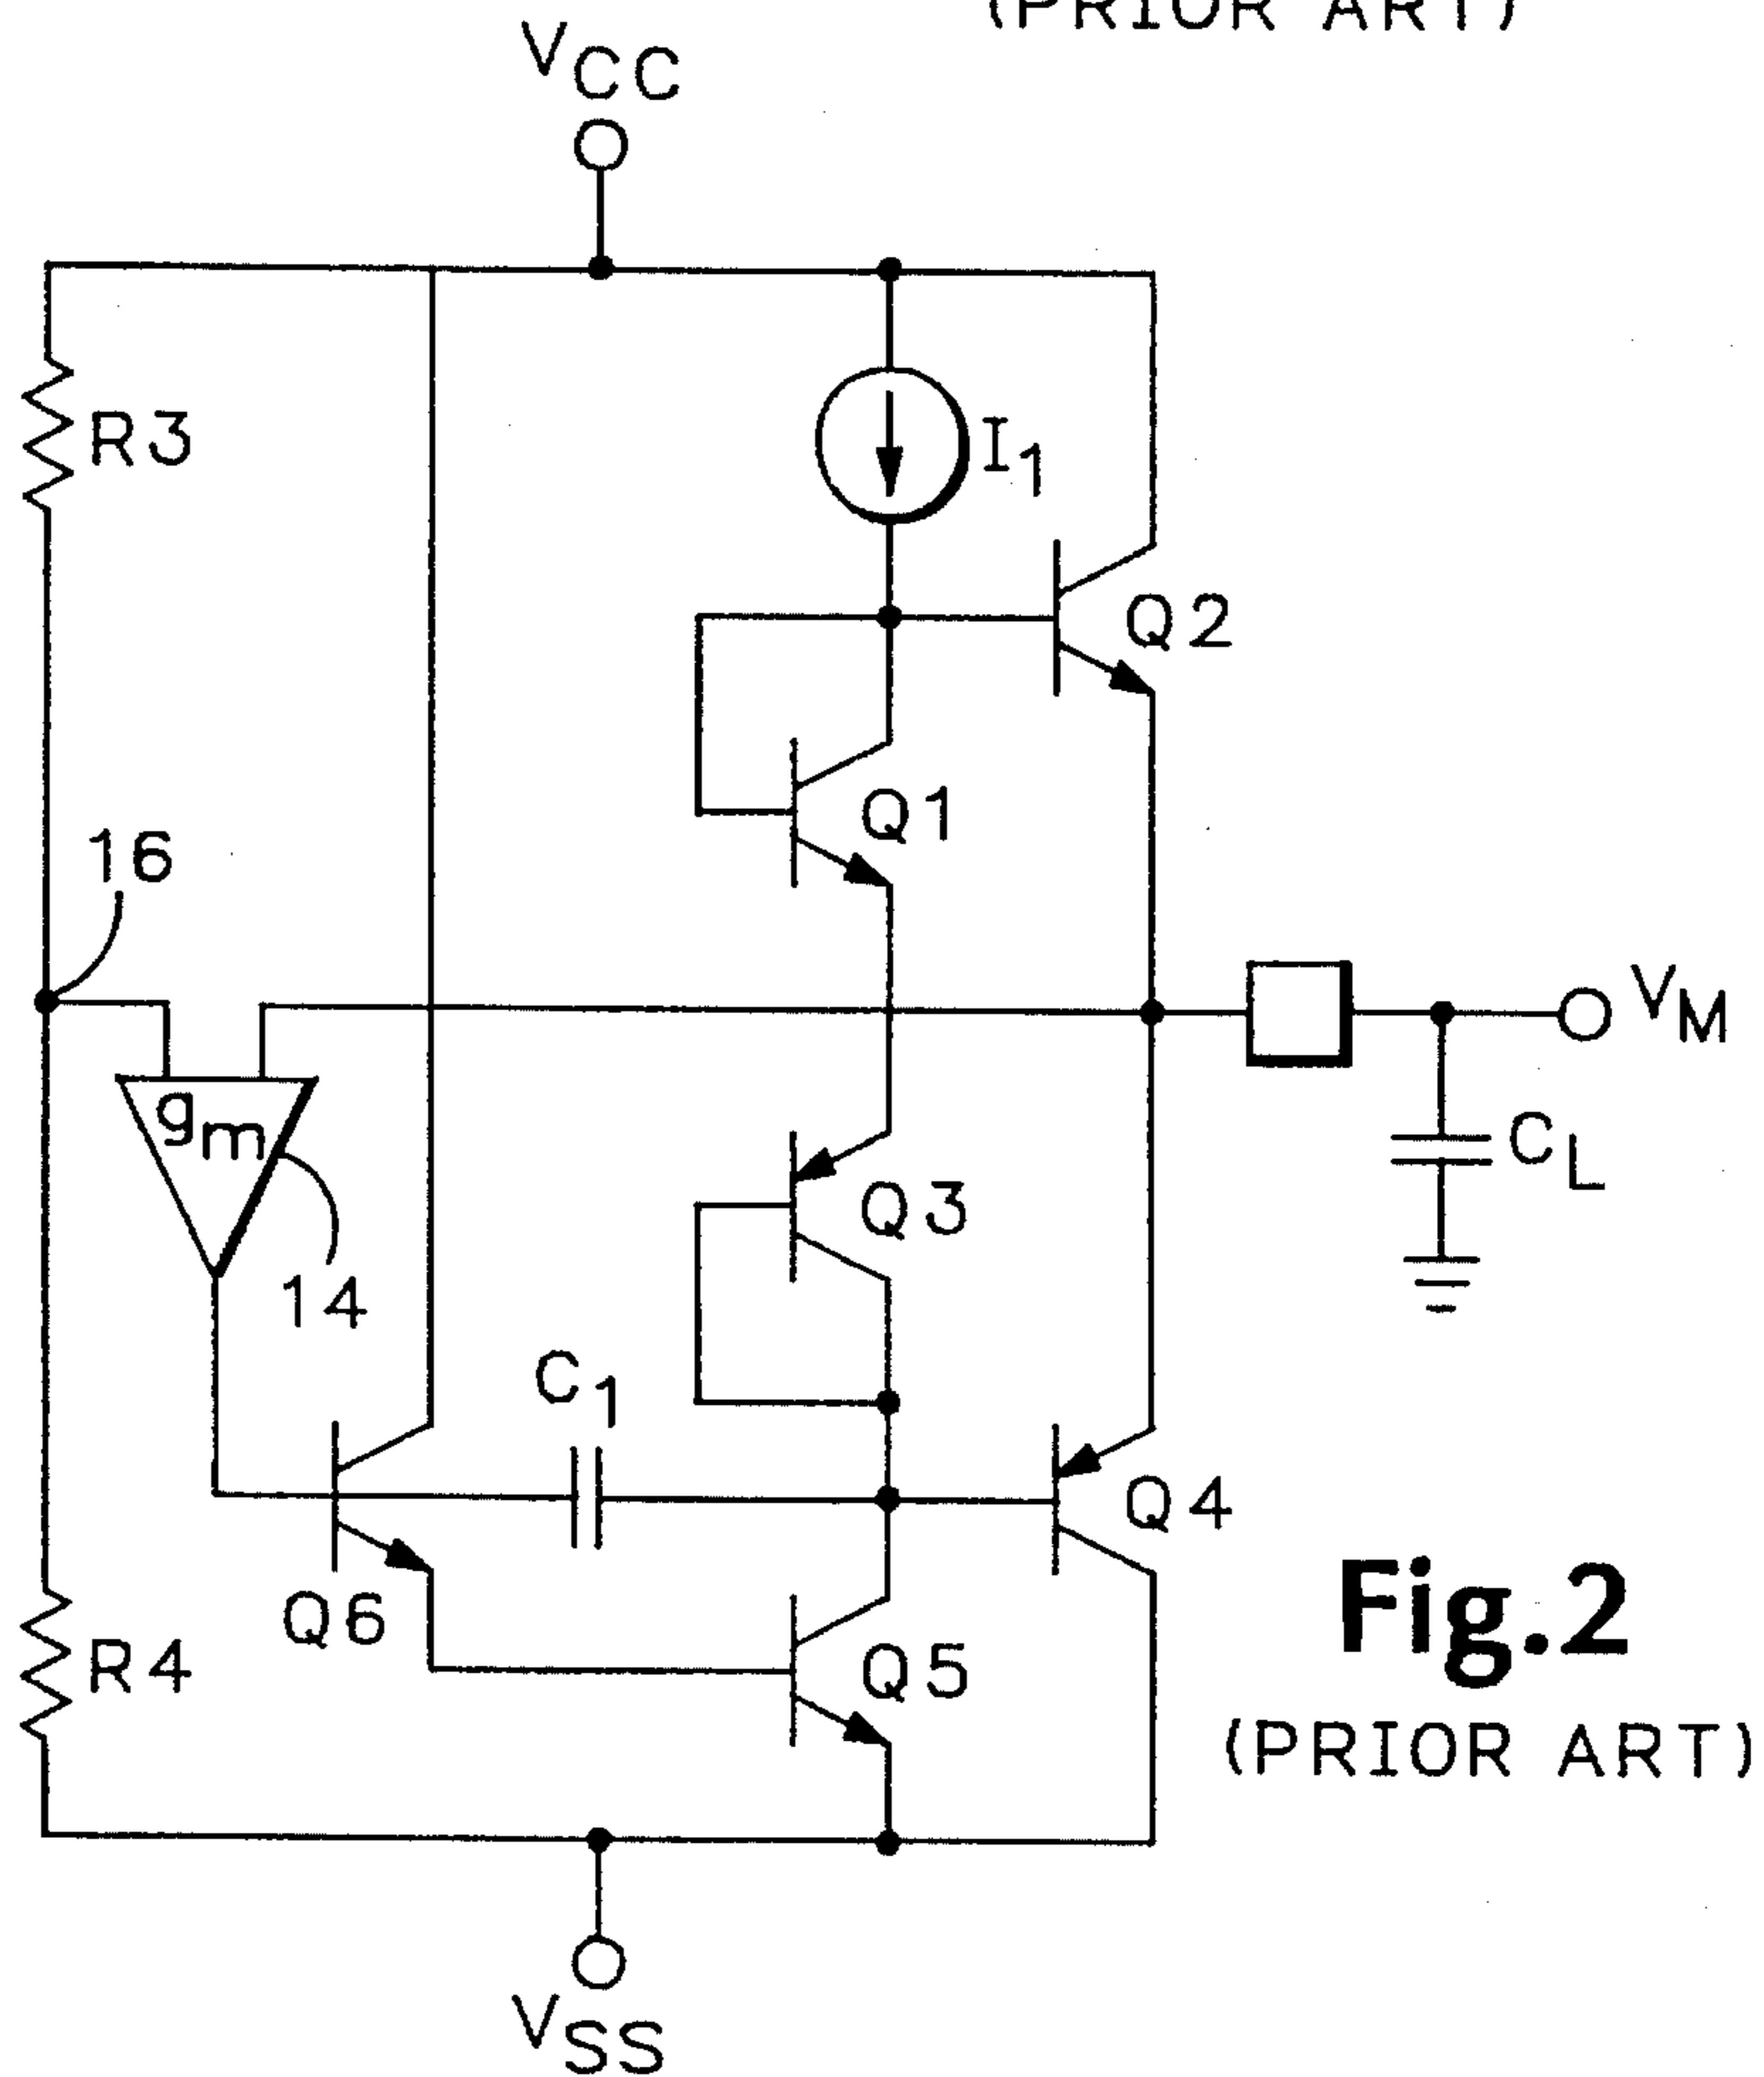 (PRIOR ART)
VCC
R3
I1
Q2
Q1
16
VM
gm
Q3
CL
14
C1
Q4
Q6
R4
Q5
Fig.2
(PRIOR ART)
VSS